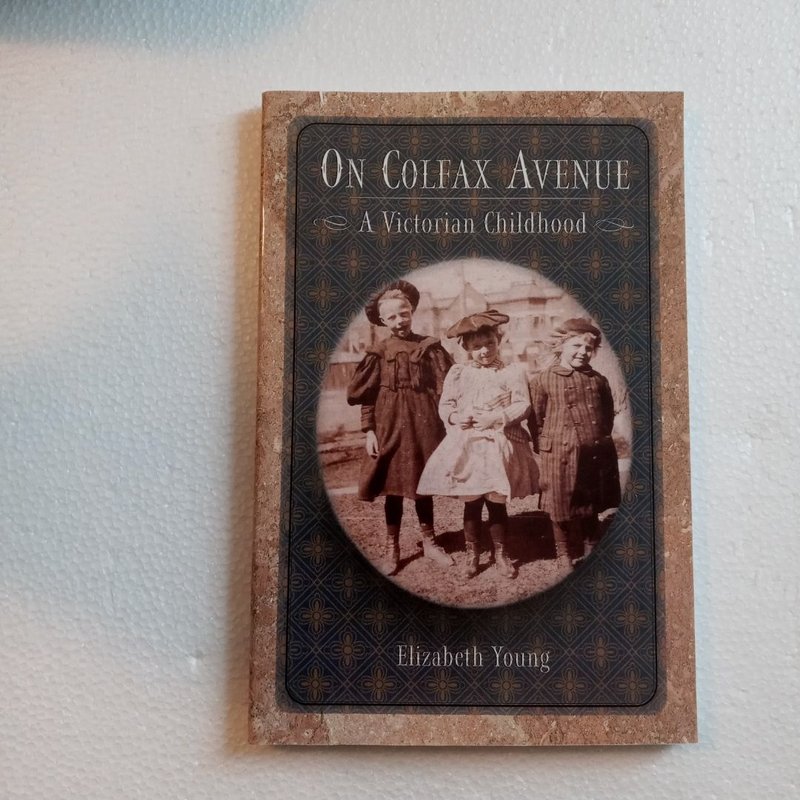 On Colfax Avenue
A Victorian Childhood
Elizabeth Young